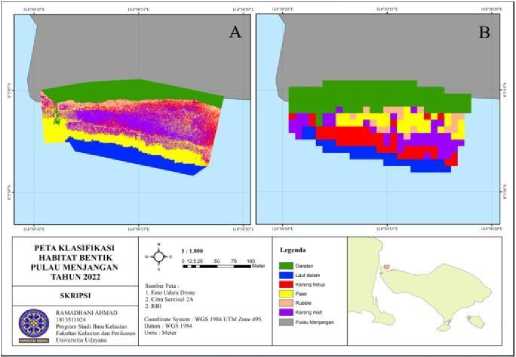 A
B
PETA KLASIFIKASI
HABITAT BENTIK
PULAU MENJANGAN
TAHUN 2022
SKRIPSI
RAMADHANI AHMAD
1813511024
Program Studi Ilmu Kelautan
Fakultas Kelautan dan Perikanan
Universitas Udayana
1 : 1.000
Meter
Sumber Peta :
1. Foto Udara Drone
2. Citra Sentinel 2A
3. RBI
Coordinate System : WGS 1984 UTM Zone 49S
Datum : WGS 1984
Units : Meter
Legenda
Daratan
Laut dalam
Karang hidup
Pasir
Rubble
Karang mati
Pulau Menjangan